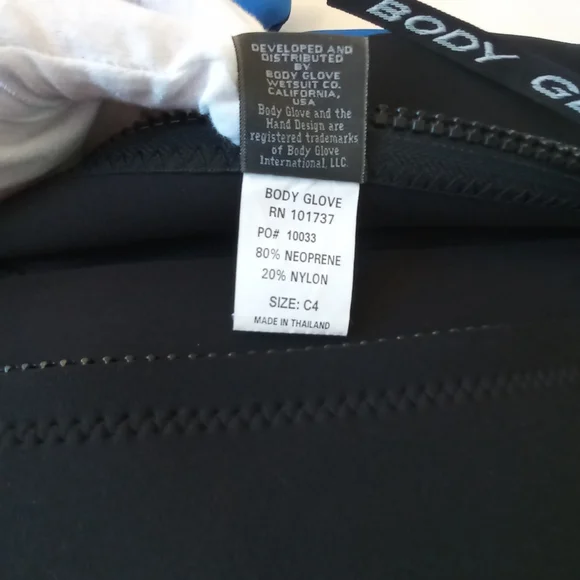 BODY G
DEVELOPED AND
DISTRIBUTED
BY
BODY GLOVE
WETSUIT CO.
CALIFORNIA,
USA
Body Glove and the
Hand Design are
registered trademarks
of Body Glove
International, LLC
BODY GLOVE
RN 101737
PO# 10033
80% NEOPRENE
20% NYLON
SIZE: C4
MADE IN THAILAND